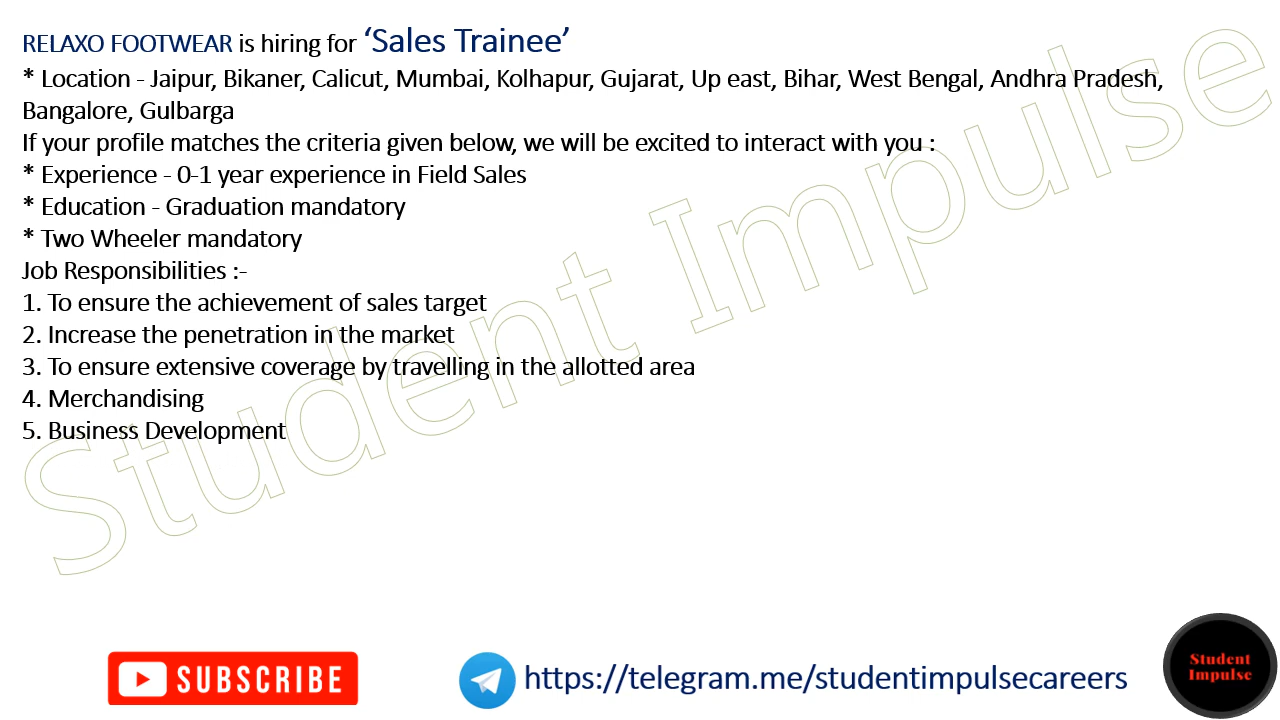 RELAXO FOOTWEAR is hiring for ‘Sales Trainee’
* Location - Jaipur, Bikaner, Calicut, Mumbai, Kolhapur, Gujarat, Up east, Bihar, West Bengal, Andhra Pradesh,
Bangalore, Gulbarga
If your profile matches the criteria given below, we will be excited to interact with you :
* Experience - 0-1 year experience in Field Sales
* Education - Graduation mandatory
* Two Wheeler mandatory
Job Responsibilities :-
1. To ensure the achievement of sales target
2. Increase the penetration in the market
3. To ensure extensive coverage by travelling in the allotted area
4. Merchandising
5. Business Development
Student Impulse
SUBSCRIBE
https://telegram.me/studentimpulsecareers
Student
Impulse